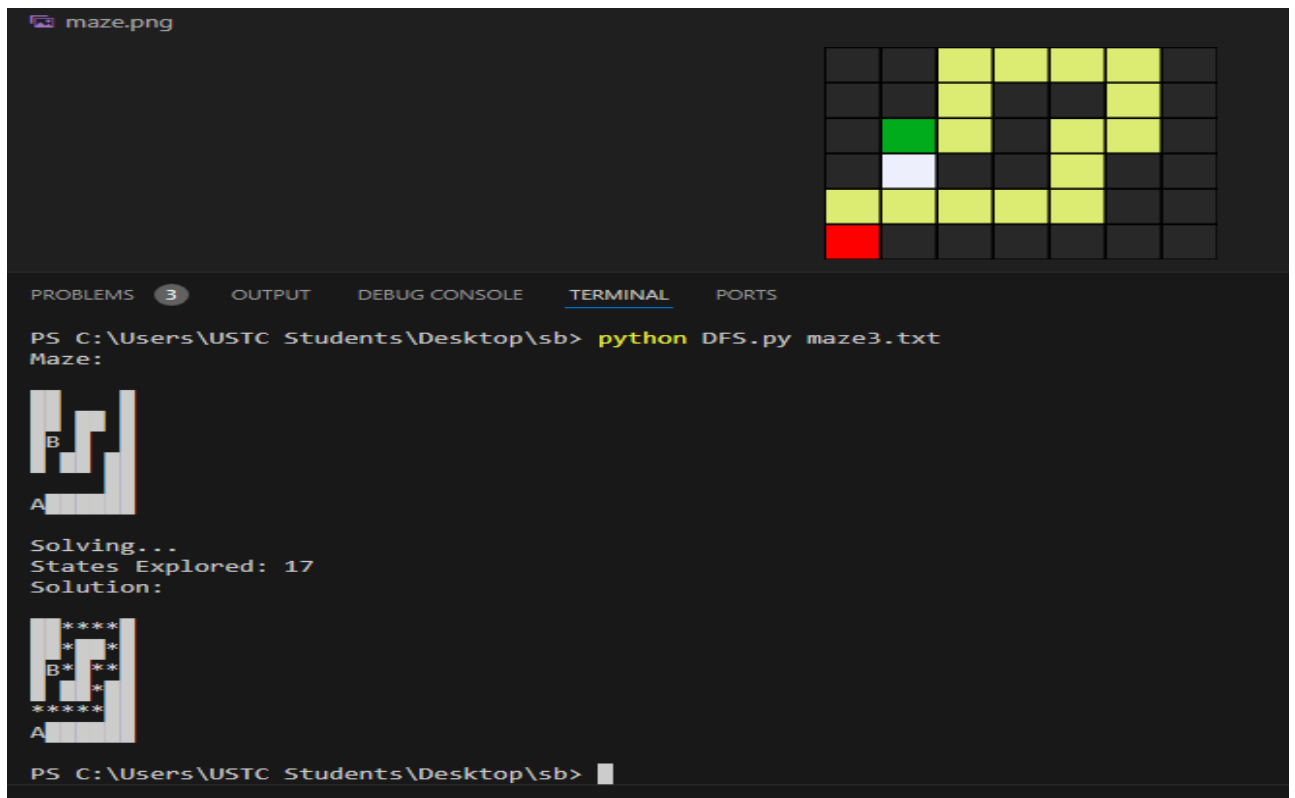 maze.png
PROBLEMS 3 OUTPUT DEBUG CONSOLE TERMINAL PORTS
PS C:\Users\USTC Students\Desktop\sb> python DFS.py maze3.txt
Maze:
██    █
██ ██ █
█B █  █
█ ██ ██
     ██
A██████
Solving...
States Explored: 17
Solution:
██****█
██*██*█
█B*█**█
█ ██*██
*****██
A██████
PS C:\Users\USTC Students\Desktop\sb>